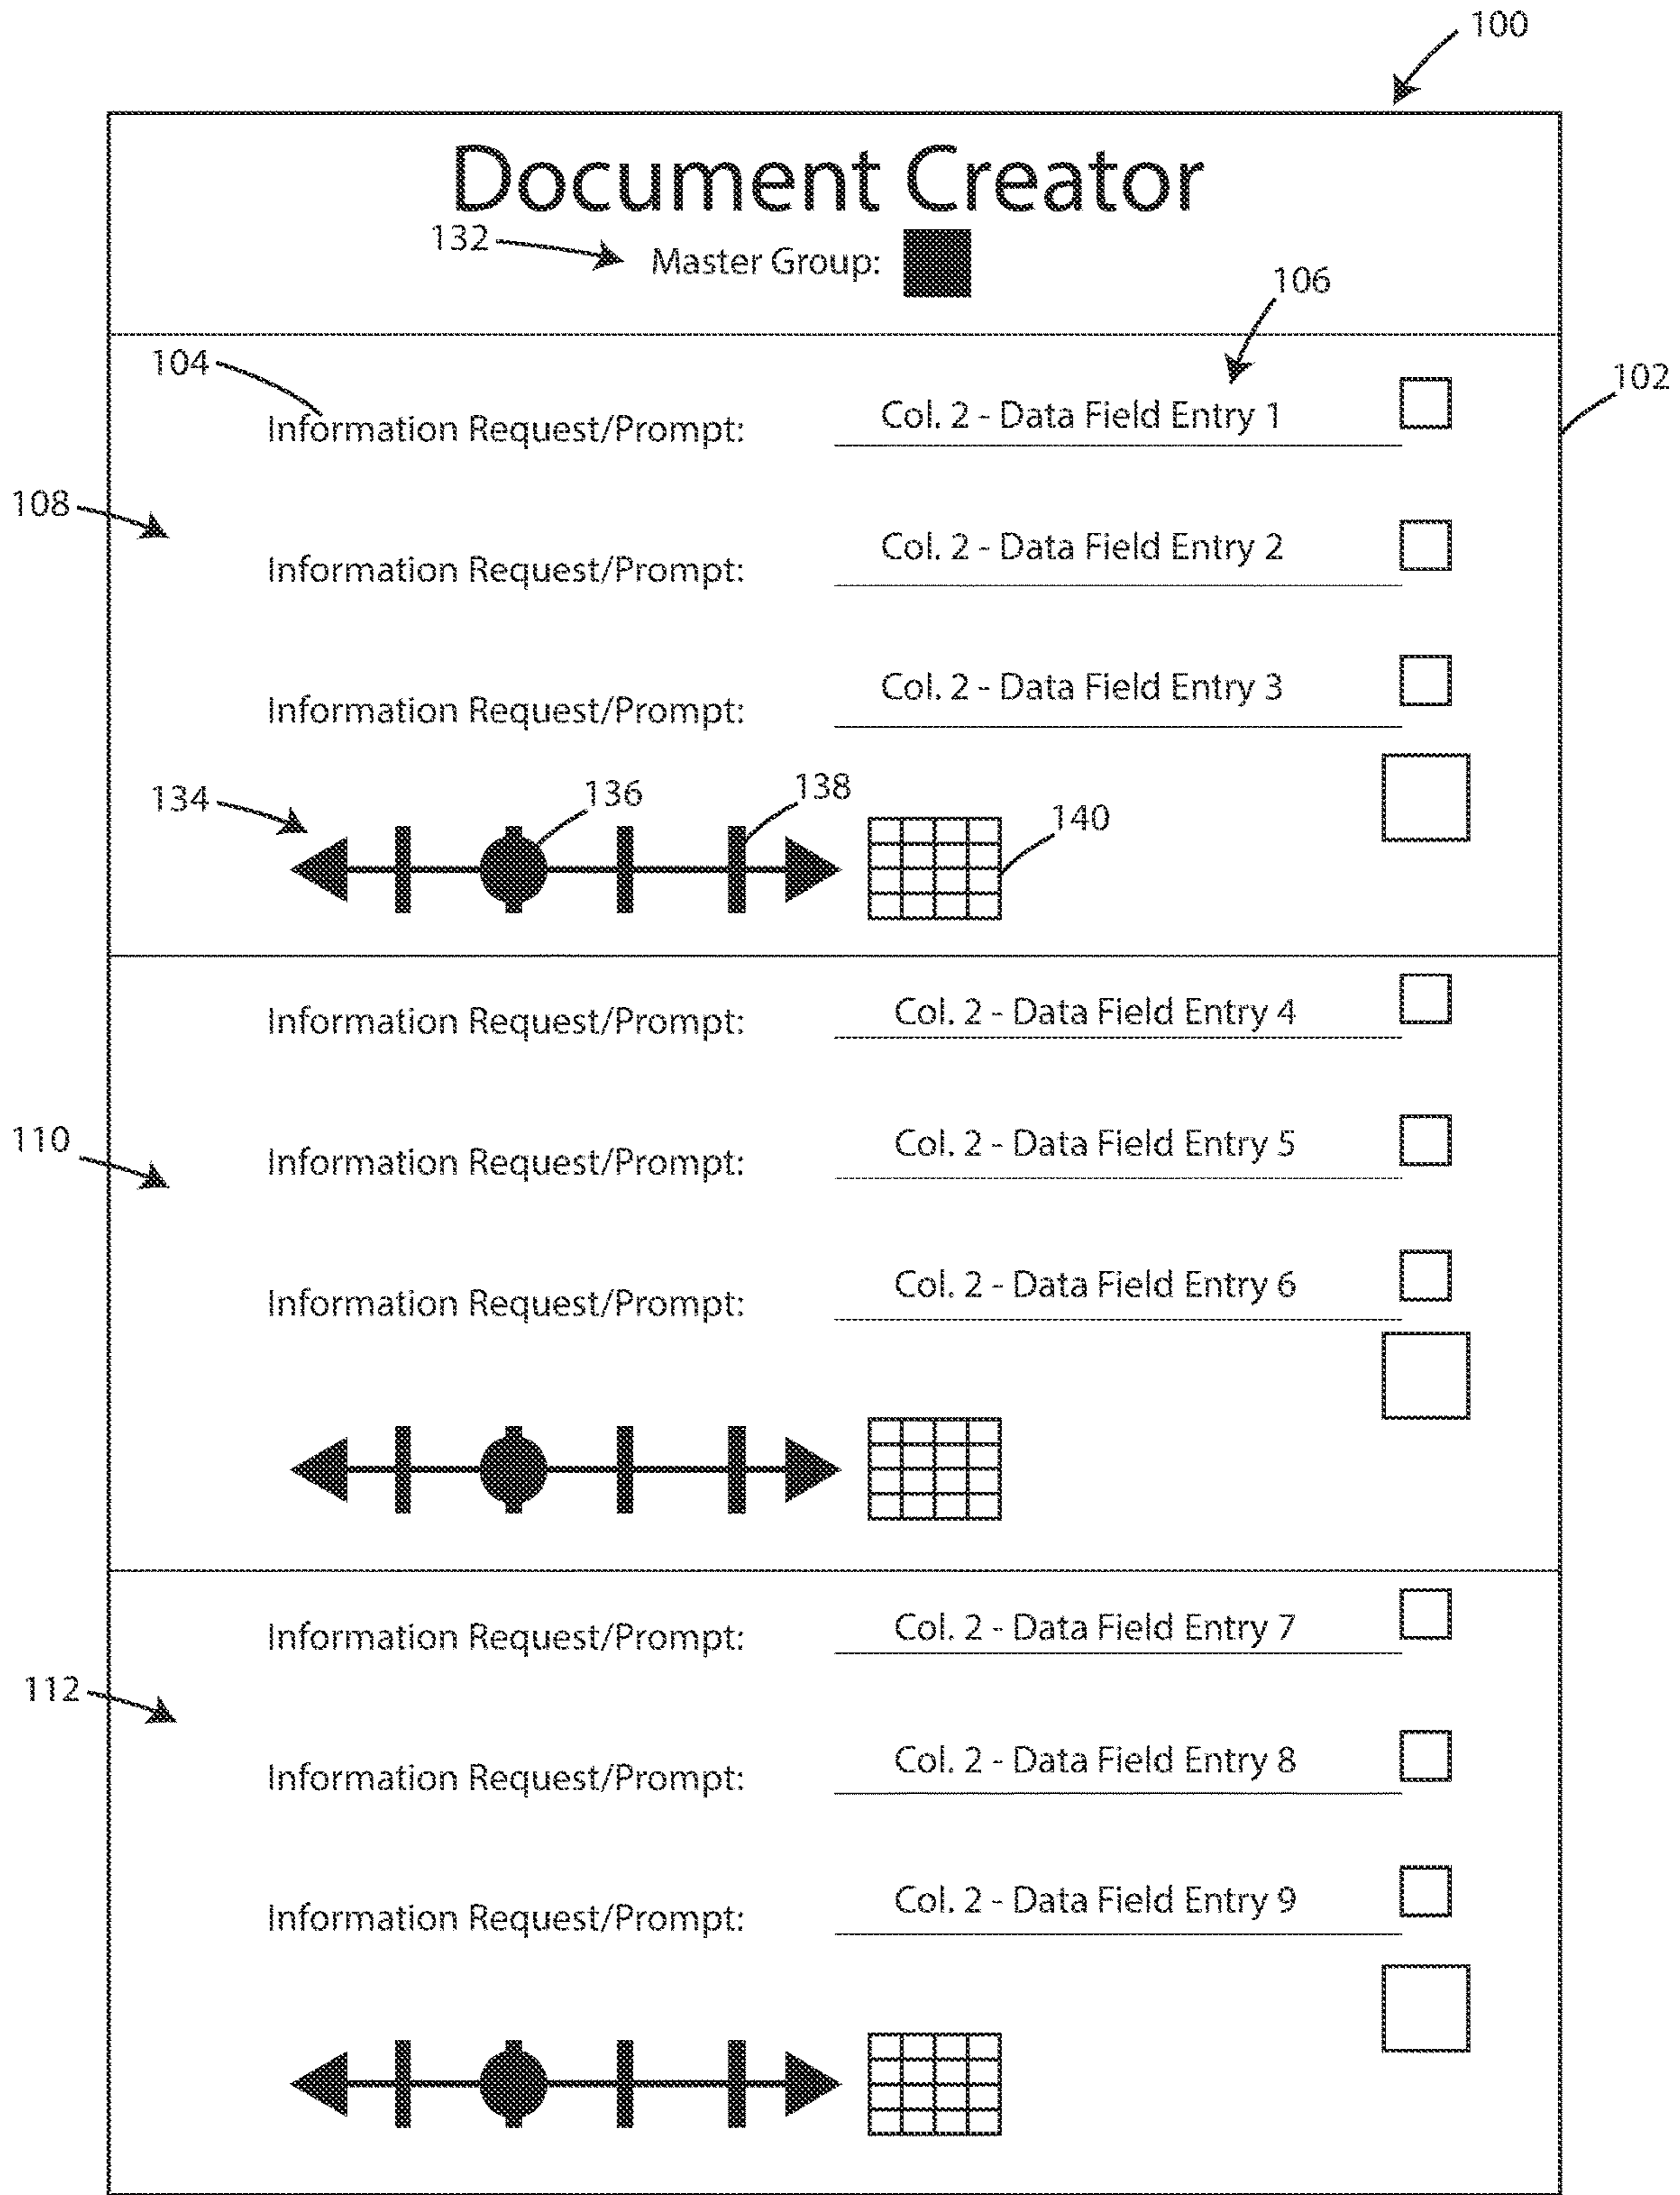 100
Document Creator
132
Master Group:
106
104
102
Information Request/Prompt:
Col. 2 - Data Field Entry 1
108
Information Request/Prompt:
Col. 2 - Data Field Entry 2
Information Request/Prompt:
Col. 2 - Data Field Entry 3
134
136
138
140
Information Request/Prompt:
Col. 2 - Data Field Entry 4
110
Information Request/Prompt:
Col. 2 - Data Field Entry 5
Information Request/Prompt:
Col. 2 - Data Field Entry 6
Information Request/Prompt:
Col. 2 - Data Field Entry 7
112
Information Request/Prompt:
Col. 2 - Data Field Entry 8
Information Request/Prompt:
Col. 2 - Data Field Entry 9